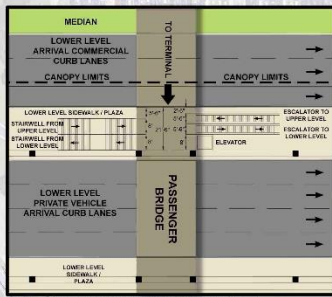 MEDIAN
LOWER LEVEL
ARRIVAL COMMERCIAL
CURB LANES
CANOPY LIMITS
TO TERMINAL
CANOPY LIMITS
LOWER LEVEL SIDEWALK / PLAZA
STAIRWELL FROM
UPPER LEVEL
STAIRWELL FROM
LOWER LEVEL
ESCALATOR TO
UPPER LEVEL
ESCALATOR TO
LOWER LEVEL
ELEVATOR
LOWER LEVEL
PRIVATE VEHICLE
ARRIVAL CURB LANES
PASSENGER
BRIDGE
LOWER LEVEL
SIDEWALK /
PLAZA